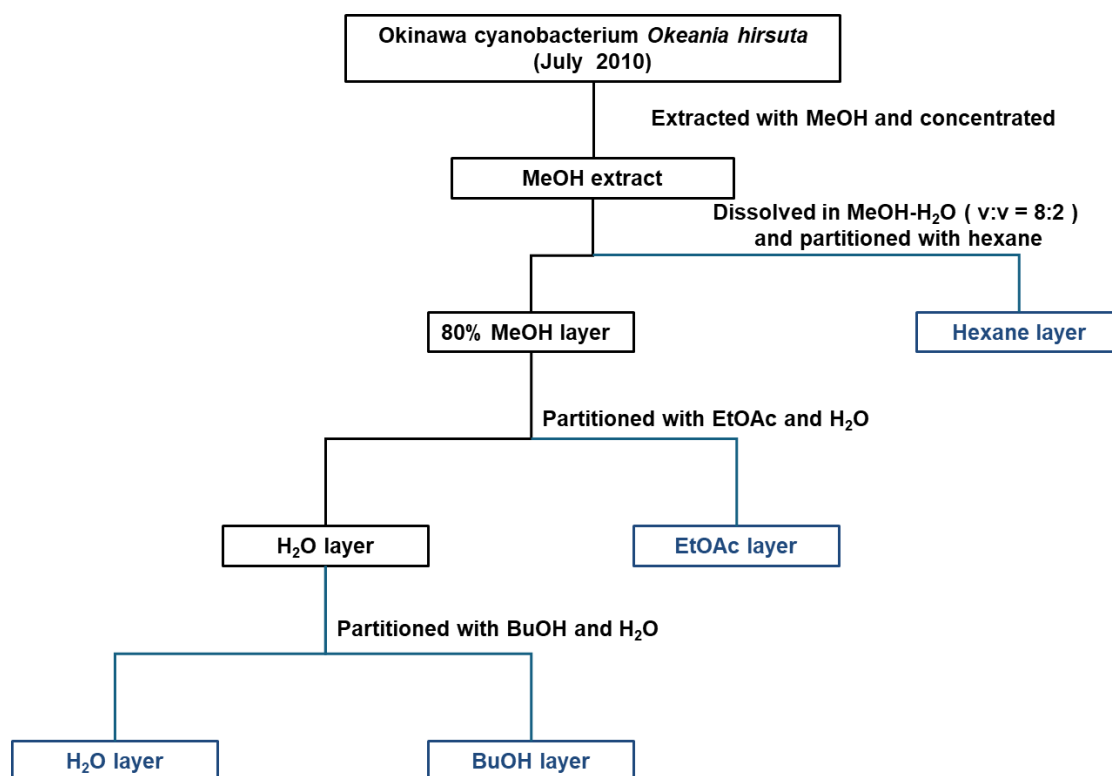 Okinawa cyanobacterium Okeania hirsuta
(July 2010)
Extracted with MeOH and concentrated
MeOH extract
Dissolved in MeOH-H₂O ( v:v = 8:2 )
and partitioned with hexane
80% MeOH layer
Hexane layer
Partitioned with EtOAc and H₂O
H₂O layer
EtOAc layer
Partitioned with BuOH and H₂O
H₂O layer
BuOH layer